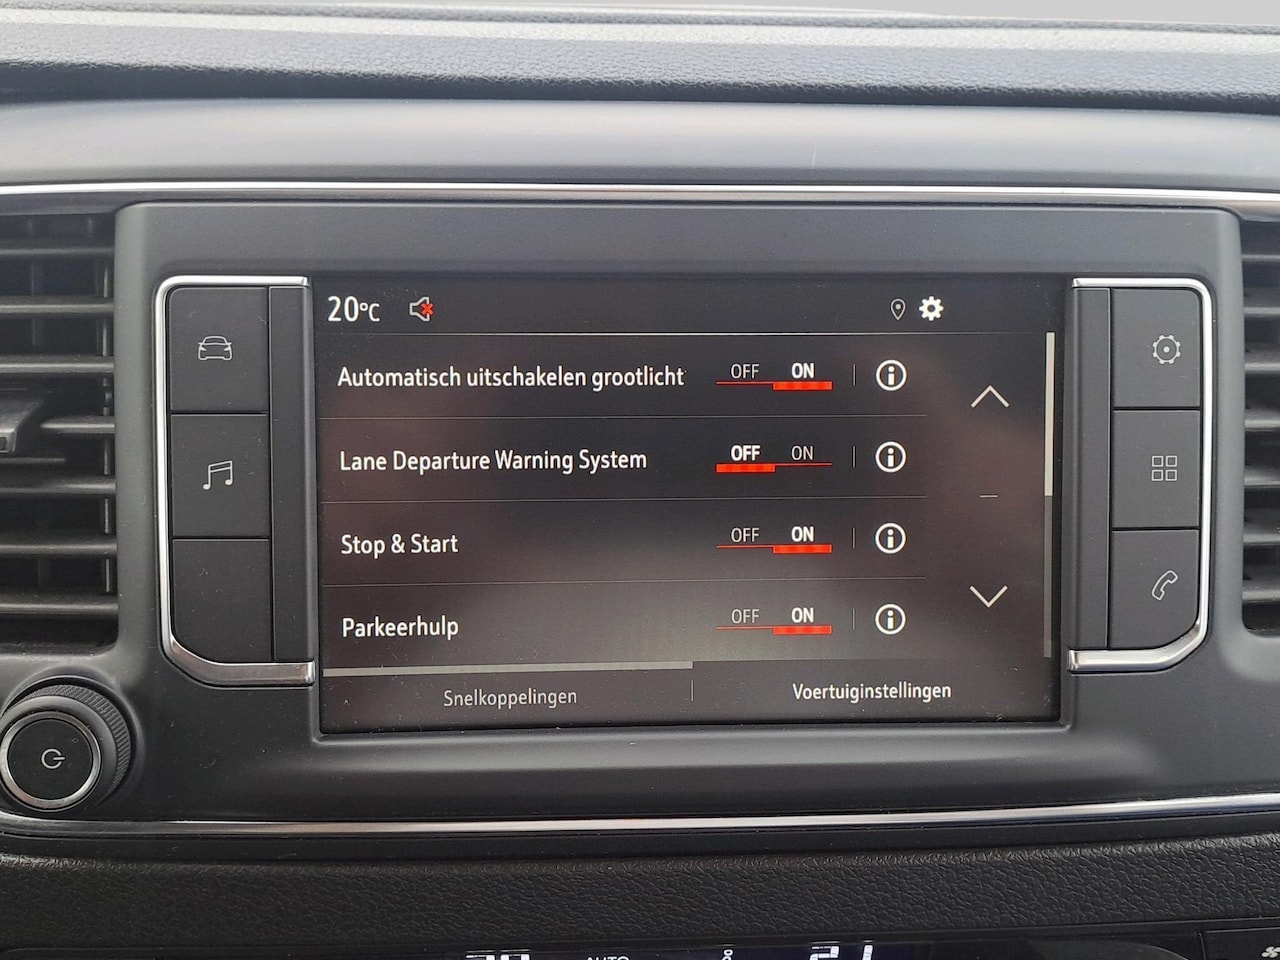 20°C
Automatisch uitschakelen grootlicht OFF ON
Lane Departure Warning System OFF ON
Stop & Start OFF ON
Parkeerhulp OFF ON
Snelkoppelingen Voertuiginstellingen
AUTO